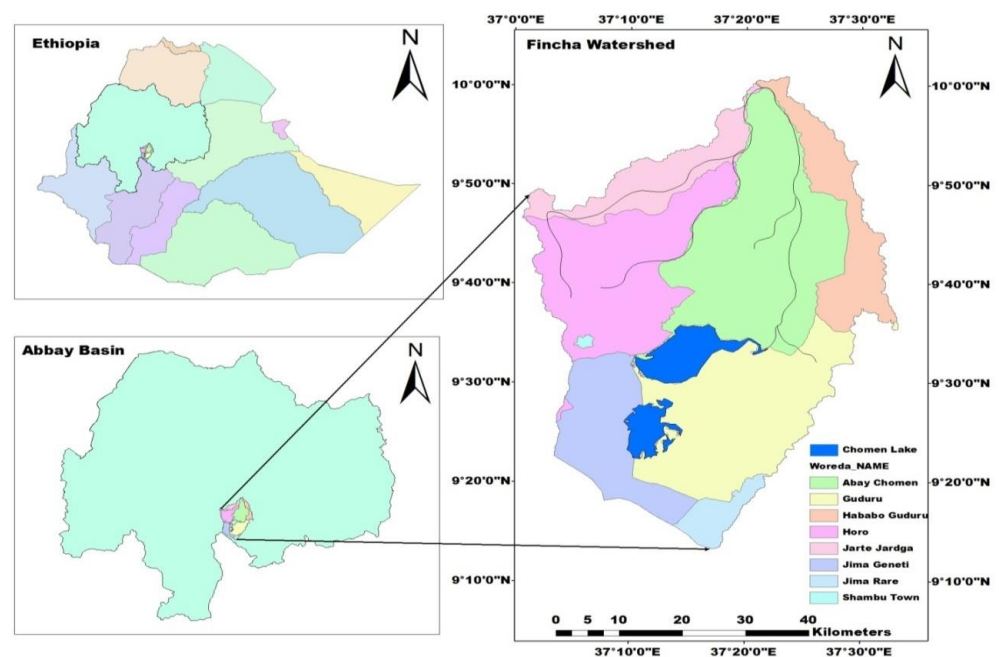 Ethiopia
N
Abbay Basin
N
37°0'0"E 37°10'0"E 37°20'0"E 37°30'0"E
Fincha Watershed
N
10°0'0"N 10°0'0"N
9°50'0"N 9°50'0"N
9°40'0"N 9°40'0"N
9°30'0"N 9°30'0"N
9°20'0"N 9°20'0"N
9°10'0"N 9°10'0"N
Chomen Lake
Woreda_NAME
Abay Chomen
Guduru
Hababo Guduru
Horo
Jarte Jardga
Jima Geneti
Jima Rare
Shambu Town
0 5 10 20 30 40
Kilometers
37°10'0"E 37°20'0"E 37°30'0"E